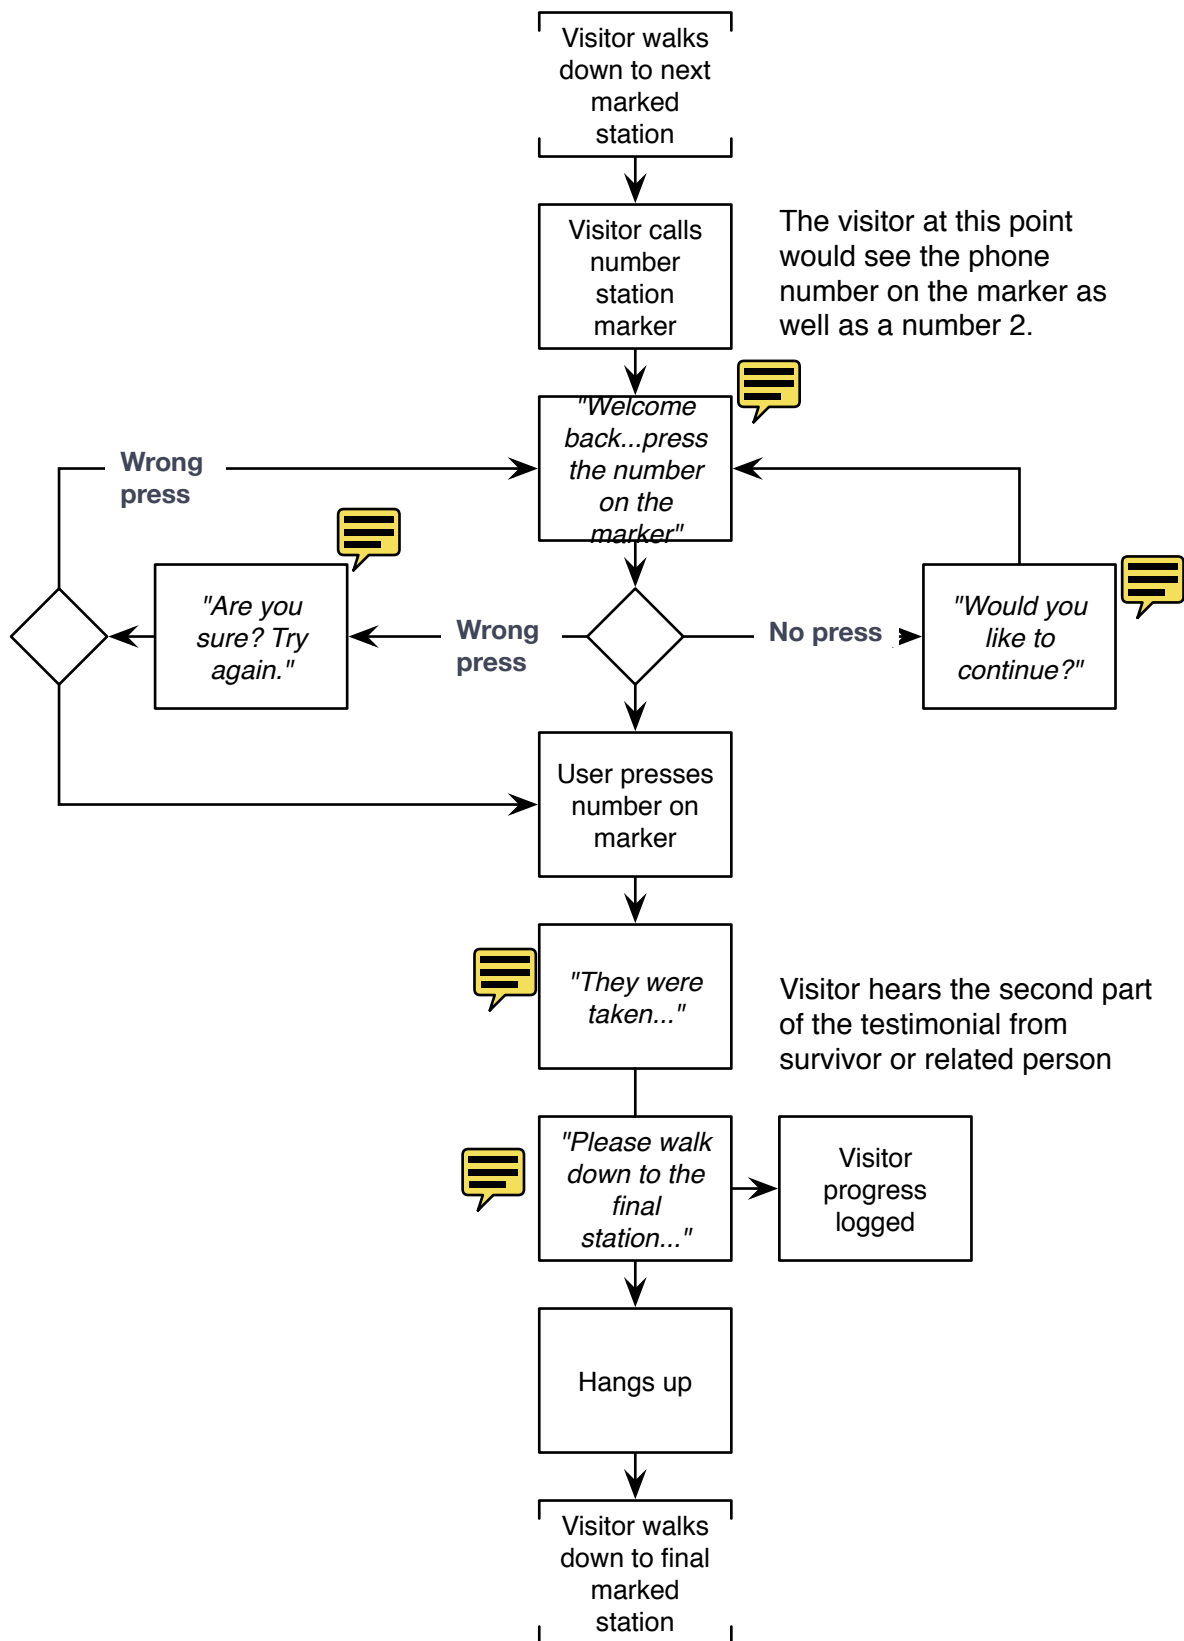 Visitor walks
down to next
marked
station
Visitor calls
number
station
marker
The visitor at this point
would see the phone
number on the marker as
well as a number 2.
"Welcome
back...press
the number
on the
marker"
Wrong
press
"Are you
sure? Try
again."
Wrong
press
No press
"Would you
like to
continue?"
User presses
number on
marker
"They were
taken..."
Visitor hears the second part
of the testimonial from
survivor or related person
"Please walk
down to the
final
station..."
Visitor
progress
logged
Hangs up
Visitor walks
down to final
marked
station